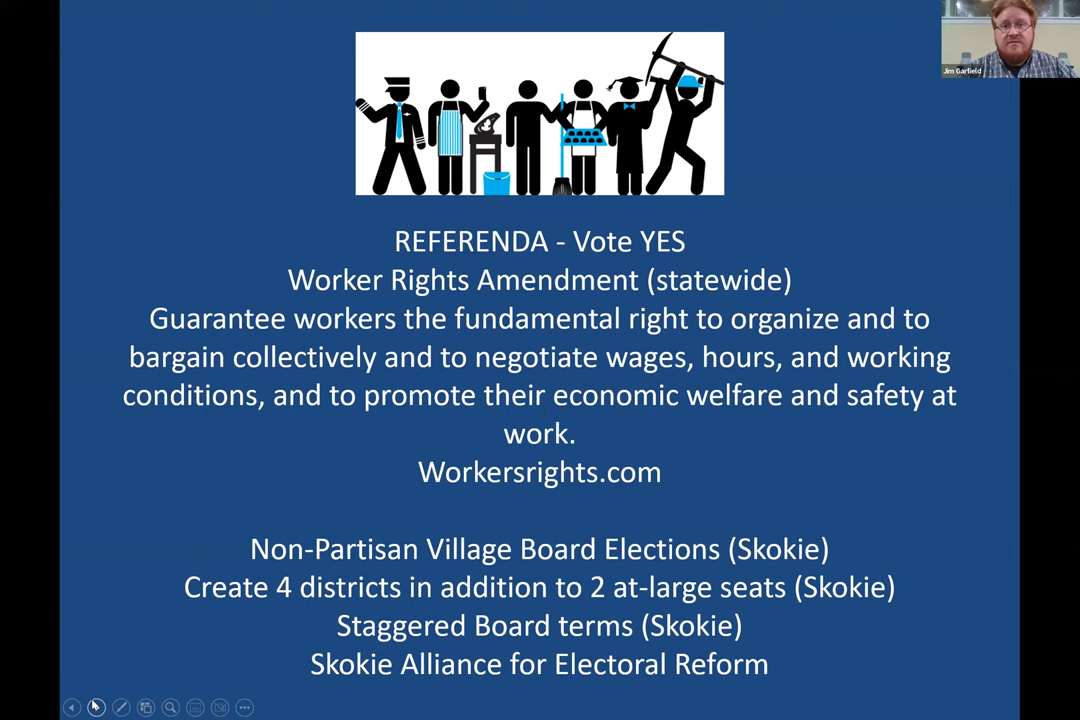 Jim Garfield
REFERENDA - Vote YES
Worker Rights Amendment (statewide)
Guarantee workers the fundamental right to organize and to
bargain collectively and to negotiate wages, hours, and working
conditions, and to promote their economic welfare and safety at
work.
Workersrights.com
Non-Partisan Village Board Elections (Skokie)
Create 4 districts in addition to 2 at-large seats (Skokie)
Staggered Board terms (Skokie)
Skokie Alliance for Electoral Reform